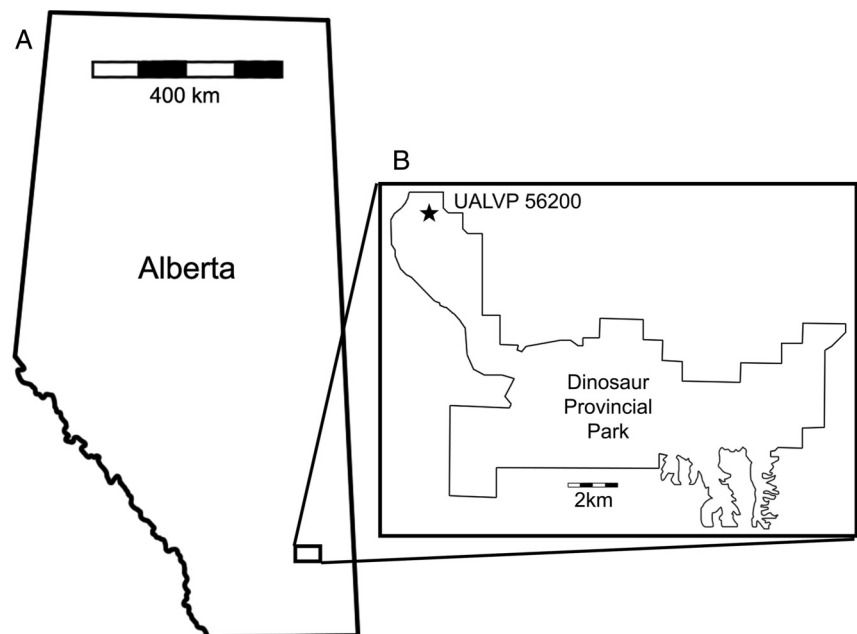 A
400 km
Alberta
B
UALVP 56200
Dinosaur
Provincial
Park
2km